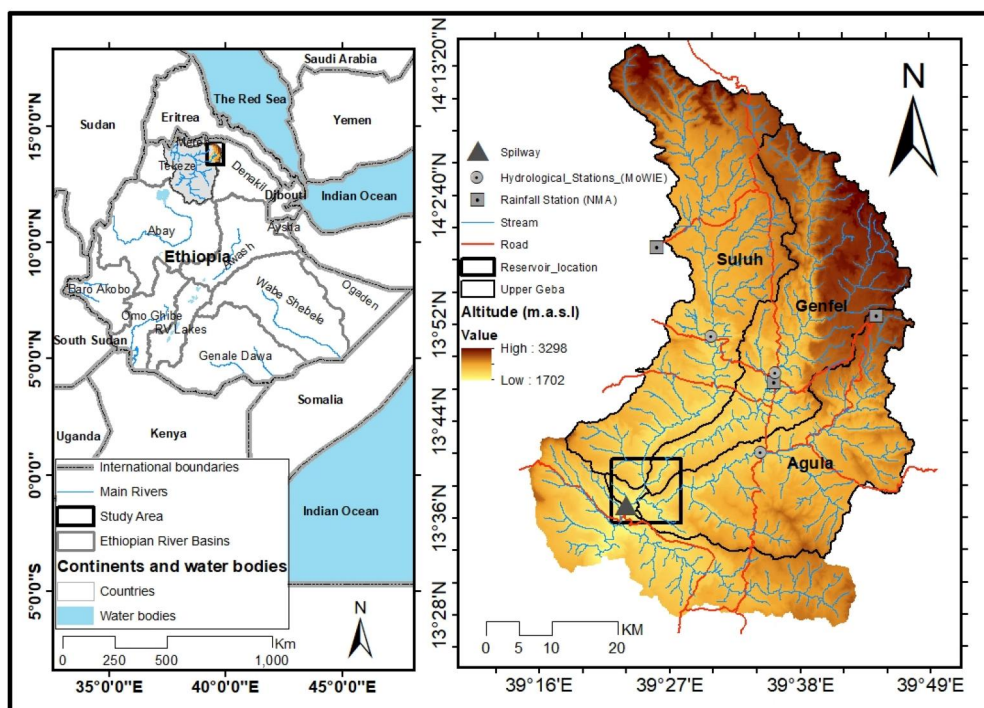 Saudi Arabia
The Red Sea
Sudan
Eritrea
Yemen
Mereb
Tekeze
Denakil
Djibouti
Indian Ocean
Aysha
Abay
Awash
Ethiopia
Baro Akobo
Waba Shebele
Ogaden
Omo Ghibe
RV Lakes
South Sudan
Genale Dawa
Somalia
Uganda
Kenya
Indian Ocean
15°0'0"N
10°0'0"N
5°0'0"N
0°0'0"
5°0'0"S
International boundaries
Main Rivers
Study Area
Ethiopian River Basins
Continents and water bodies
Countries
Water bodies
N
Km
0 250 500 1,000
35°0'0"E 40°0'0"E 45°0'0"E
14°13'20"N
14°2'40"N
13°52'N
13°44'N
13°36'N
13°28'N
N
Spilway
Hydrological_Stations_(MoWIE)
Rainfall Station (NMA)
Stream
Road
Reservoir_location
Upper Geba
Altitude (m.a.s.l)
Value
High : 3298
Low : 1702
Suluh
Genfel
Agula
KM
0 5 10 20
39°16'E 39°27'E 39°38'E 39°49'E